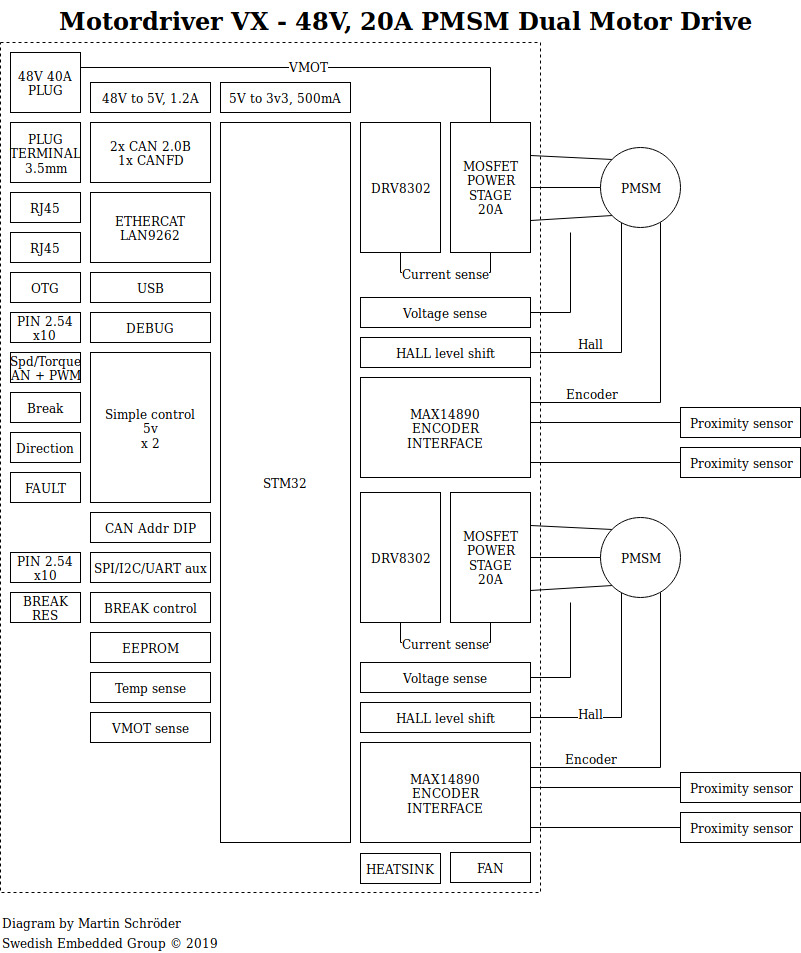 Motordriver VX - 48V, 20A PMSM Dual Motor Drive
48V 40A
PLUG
VMOT
48V to 5V, 1.2A
5V to 3v3, 500mA
PLUG
TERMINAL
3.5mm
2x CAN 2.0B
1x CANFD
RJ45
RJ45
ETHERCAT
LAN9262
OTG
USB
PIN 2.54
x10
DEBUG
Spd/Torque
AN + PWM
Break
Direction
FAULT
Simple control
5v
x 2
CAN Addr DIP
PIN 2.54
x10
SPI/I2C/UART aux
BREAK
RES
BREAK control
EEPROM
Temp sense
VMOT sense
STM32
DRV8302
MOSFET
POWER
STAGE
20A
PMSM
Current sense
Voltage sense
HALL level shift
Hall
Encoder
MAX14890
ENCODER
INTERFACE
Proximity sensor
Proximity sensor
DRV8302
MOSFET
POWER
STAGE
20A
PMSM
Current sense
Voltage sense
HALL level shift
Hall
Encoder
MAX14890
ENCODER
INTERFACE
Proximity sensor
Proximity sensor
HEATSINK
FAN
Diagram by Martin Schröder
Swedish Embedded Group © 2019